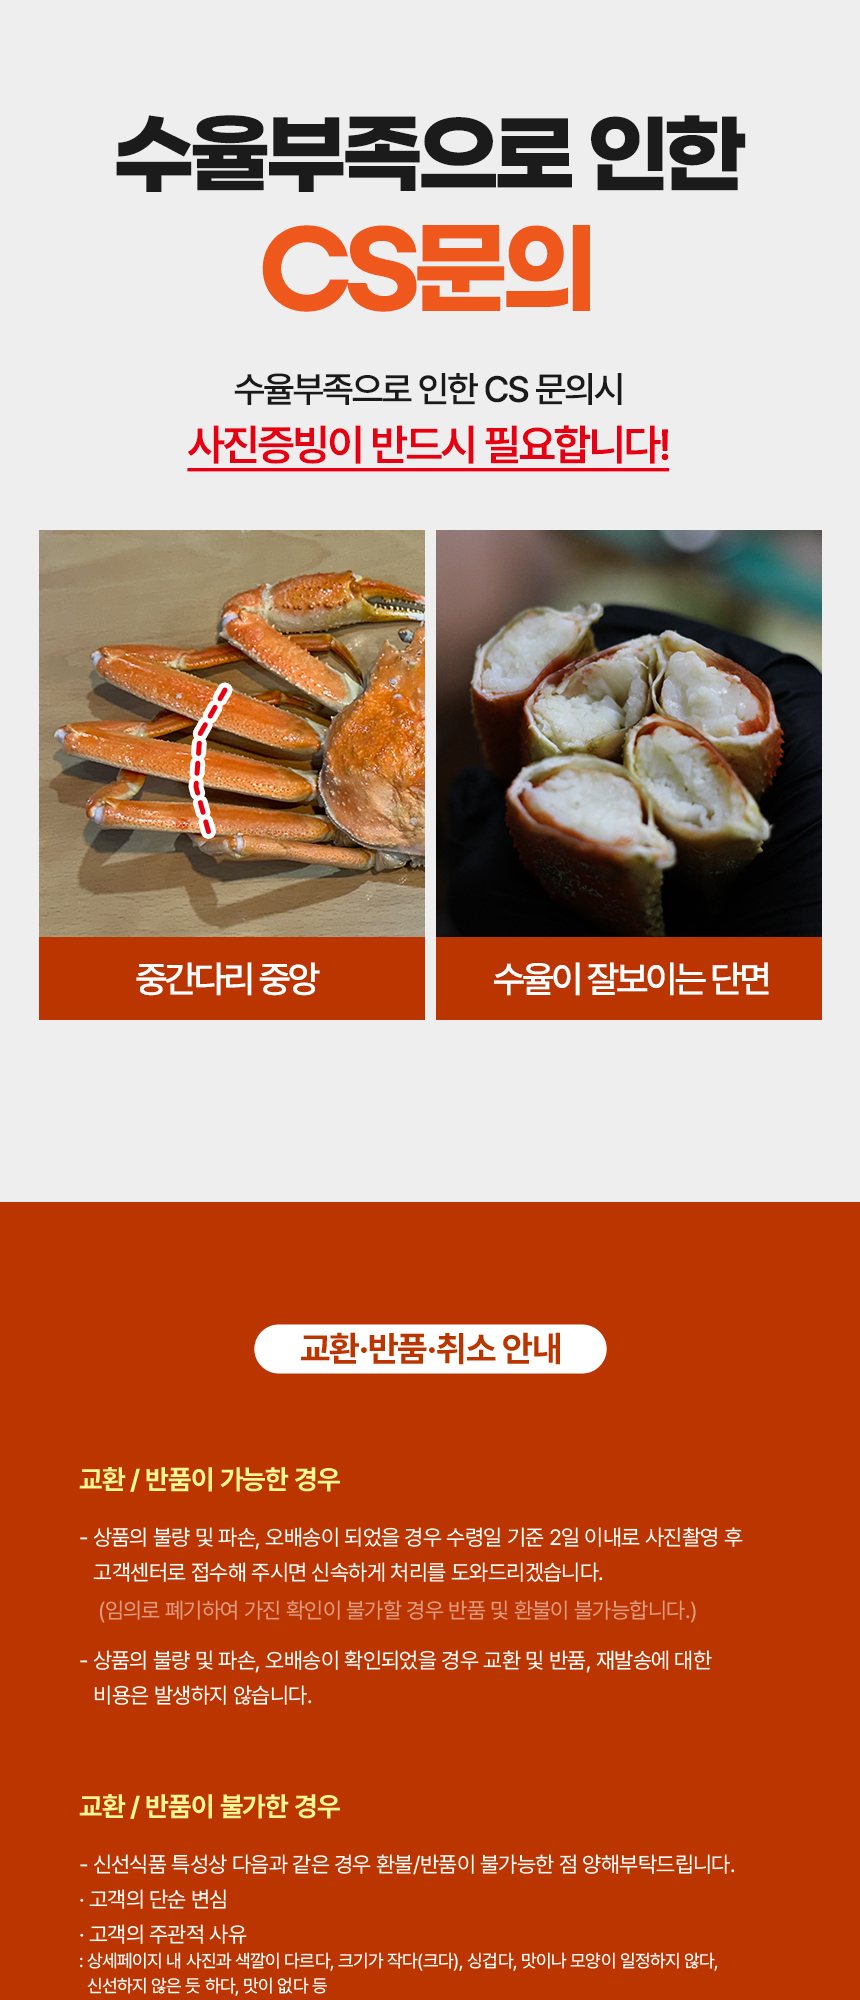 수율부족으로 인한
CS문의
수율부족으로 인한 CS 문의시
사진증빙이 반드시 필요합니다!
중간다리 중앙
수율이 잘보이는 단면
교환·반품·취소 안내
교환 / 반품이 가능한 경우
- 상품의 불량 및 파손, 오배송이 되었을 경우 수령일 기준 2일 이내로 사진촬영 후
고객센터로 접수해 주시면 신속하게 처리를 도와드리겠습니다.
(임의로 폐기하여 가진 확인이 불가할 경우 반품 및 환불이 불가능합니다.)
- 상품의 불량 및 파손, 오배송이 확인되었을 경우 교환 및 반품, 재발송에 대한
비용은 발생하지 않습니다.
교환 / 반품이 불가한 경우
- 신선식품 특성상 다음과 같은 경우 환불/반품이 불가능한 점 양해부탁드립니다.
· 고객의 단순 변심
· 고객의 주관적 사유
: 상세페이지 내 사진과 색깔이 다르다, 크기가 작다(크다), 싱겁다, 맛이나 모양이 일정하지 않다,
신선하지 않은 듯 하다, 맛이 없다 등